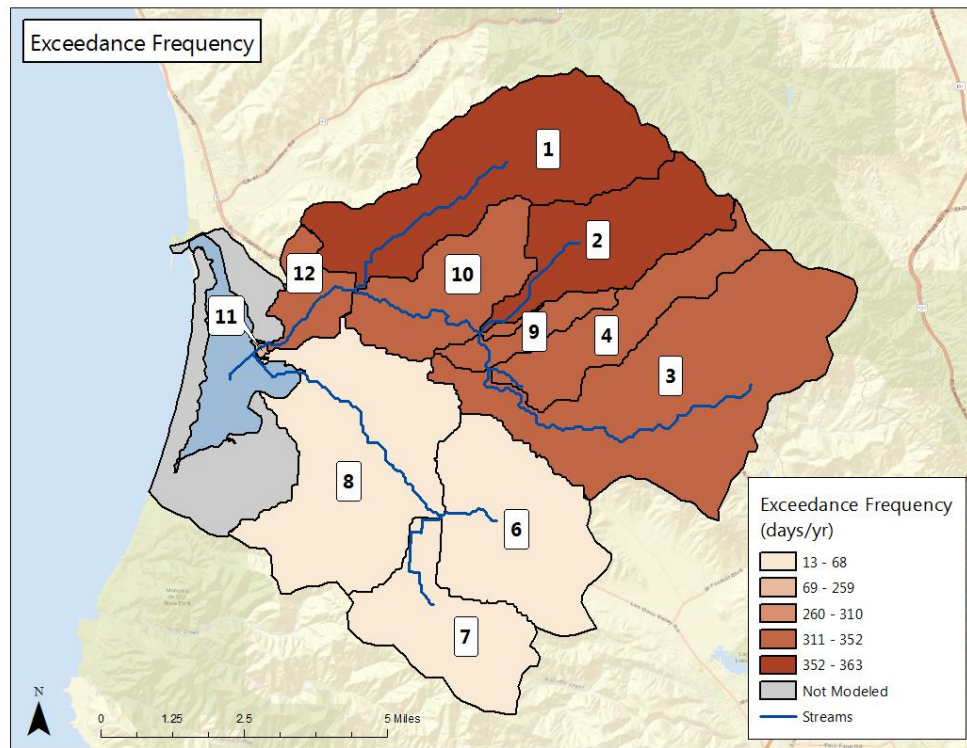 Exceedance Frequency
1
2
12
10
11
9
4
3
8
6
7
Exceedance Frequency
(days/yr)
13 - 68
69 - 259
260 - 310
311 - 352
352 - 363
Not Modeled
Streams
N
0 1.25 2.5 5 Miles